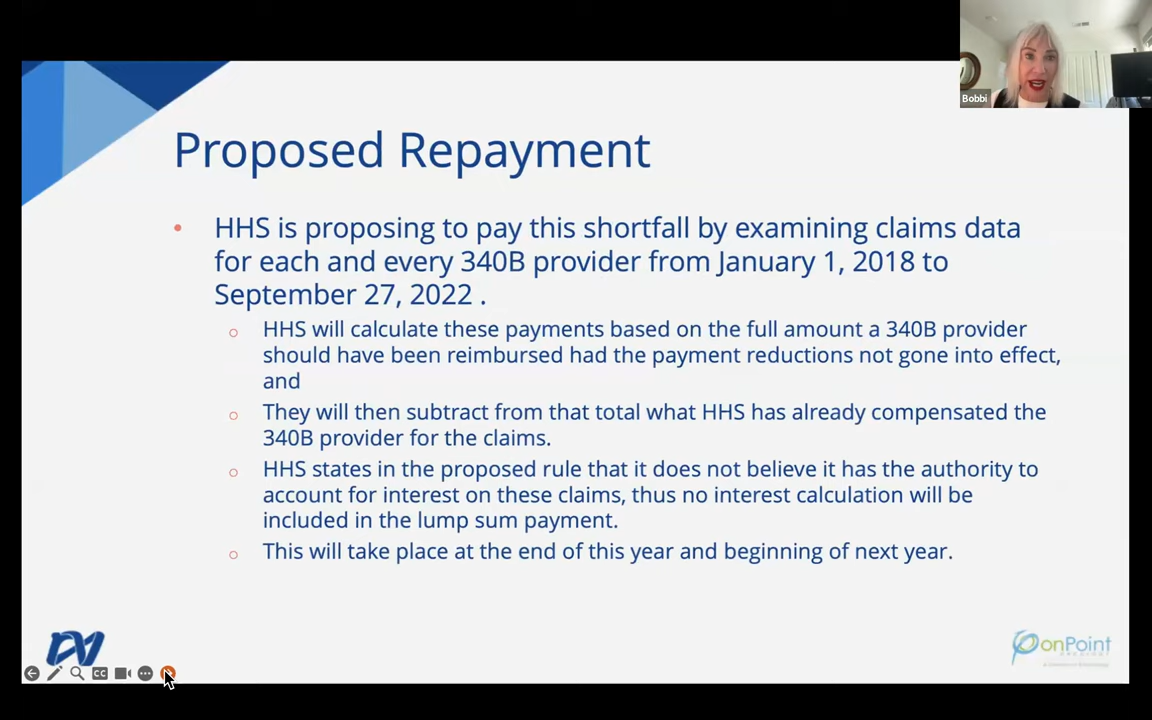 Bobbi
Proposed Repayment
• HHS is proposing to pay this shortfall by examining claims data
for each and every 340B provider from January 1, 2018 to
September 27, 2022 .
o HHS will calculate these payments based on the full amount a 340B provider
should have been reimbursed had the payment reductions not gone into effect,
and
o They will then subtract from that total what HHS has already compensated the
340B provider for the claims.
o HHS states in the proposed rule that it does not believe it has the authority to
account for interest on these claims, thus no interest calculation will be
included in the lump sum payment.
o This will take place at the end of this year and beginning of next year.
onPoint
CC